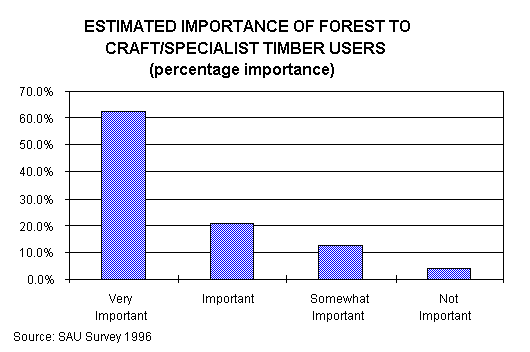 ESTIMATED IMPORTANCE OF FOREST TO
CRAFT/SPECIALIST TIMBER USERS
(percentage importance)
70.0%
60.0%
50.0%
40.0%
30.0%
20.0%
10.0%
0.0%
Very Important
Important
Somewhat Important
Not Important
Source: SAU Survey 1996